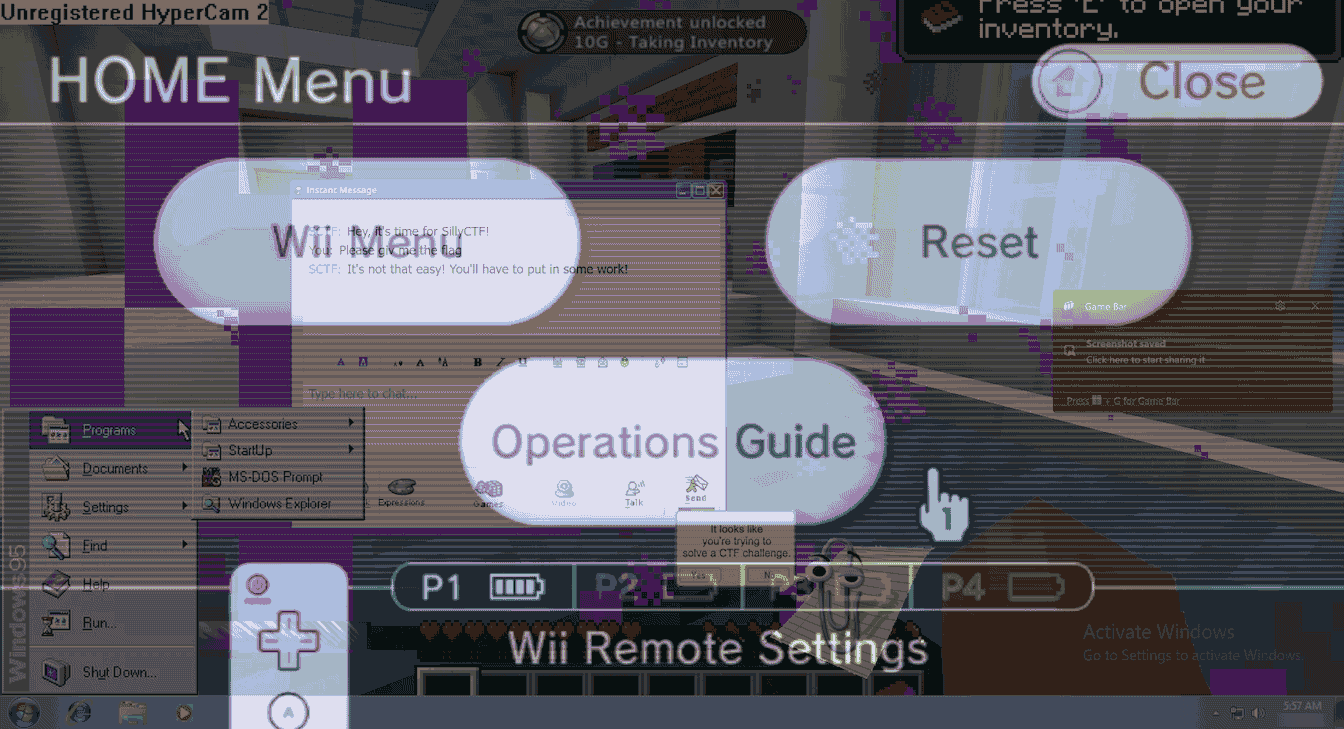 Unregistered HyperCam 2
Achievement unlocked
10G - Taking Inventory
Press 'E' to open your
inventory.
HOME Menu
Close
Instant Message
Wii Menu
Reset
SCTF: Hey, it's time for SillyCTF!
You: Please giv me the flag
SCTF: It's not that easy! You'll have to put in some work!
Game Bar
Screenshot saved
Click here to start sharing it
Press + G for Game Bar
A A A A A B I U
Type here to chat...
Programs
Accessories
StartUp
MS-DOS Prompt
Windows Explorer
Documents
Settings
Find
Help
Run...
Shut Down...
Windows95
Operations Guide
Expressions
Games
Video
Talk
Send
1
It looks like
you're trying to
solve a CTF challenge.
P1 P2 P3 P4
Wii Remote Settings
A
Activate Windows
Go to Settings to activate Windows.
5:57 AM